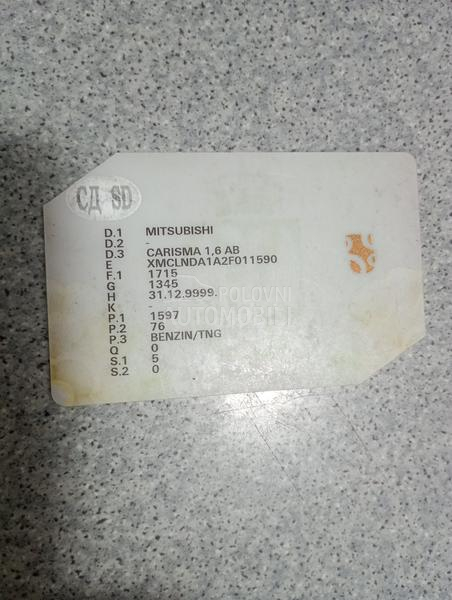 СД SD
D.1 MITSUBISHI
D.2 -
D.3 CARISMA 1,6 AB
E XMCLNDA1A2F011590
F.1 1715
G 1345
H 31.12.9999.
K -
P.1 1597
P.2 76
P.3 BENZIN/TNG
Q 0
S.1 5
S.2 0
POLOVNI
AUTOMOBILI